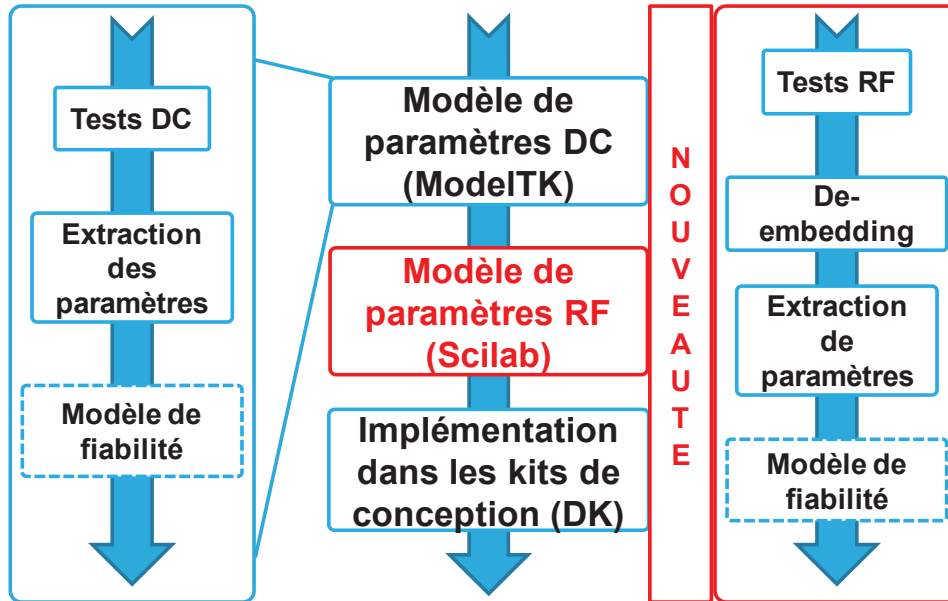 Tests DC
Extraction
des
paramètres
Modèle de
fiabilité
Modèle de
paramètres DC
(ModelTK)
Modèle de
paramètres RF
(Scilab)
Implémentation
dans les kits de
conception (DK)
N
O
U
V
E
A
U
T
E
Tests RF
De-
embedding
Extraction
de
paramètres
Modèle de
fiabilité